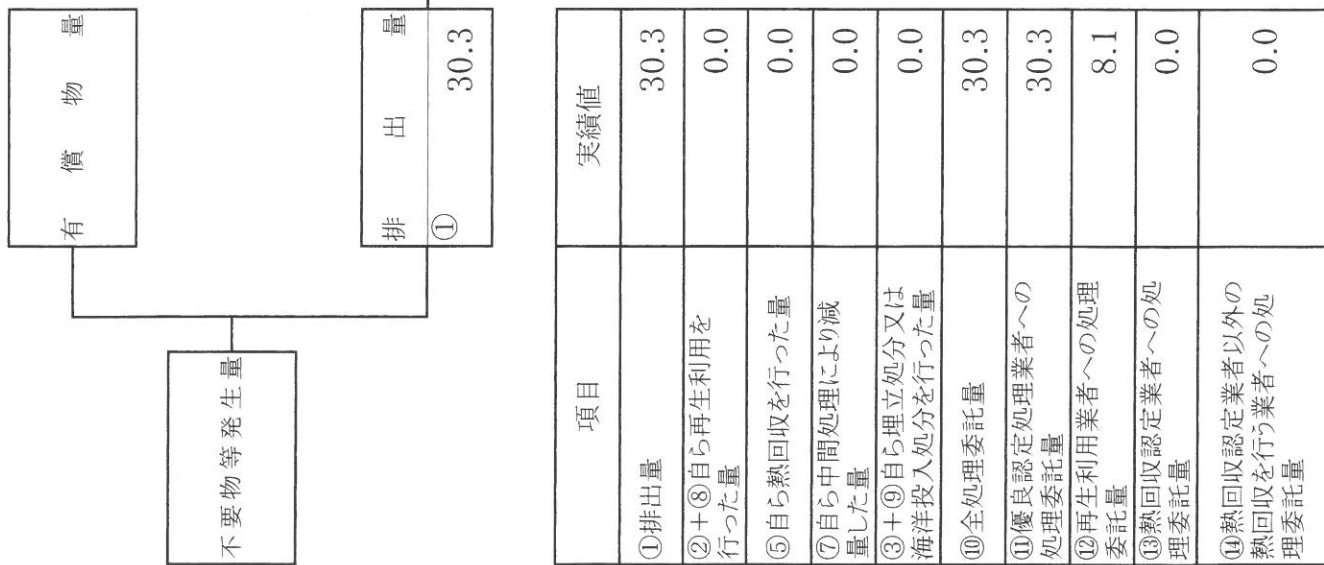 有償物量
不要物等発生量
排出量
① 30.3
項目 実績値
①排出量 30.3
②+⑧自ら再生利用を
行った量 0.0
⑤自ら熱回収を行った量 0.0
⑦自ら中間処理により減
量した量 0.0
③+⑨自ら埋立処分又は
海洋投入処分を行った量 0.0
⑩全処理委託量 30.3
⑪優良認定処理業者への
処理委託量 30.3
⑫再生利用業者への処理
委託量 8.1
⑬熱回収認定業者への処
理委託量 0.0
⑭熱回収認定業者以外の
熱回収を行う業者への処
理委託量 0.0